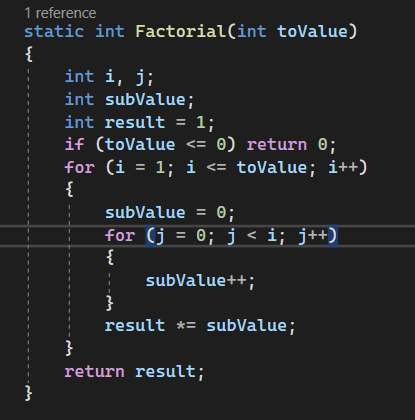 1 reference
static int Factorial(int toValue)
{
    int i, j;
    int subValue;
    int result = 1;
    if (toValue <= 0) return 0;
    for (i = 1; i <= toValue; i++)
    {
        subValue = 0;
        for (j = 0; j < i; j++)
        {
            subValue++;
        }
        result *= subValue;
    }
    return result;
}